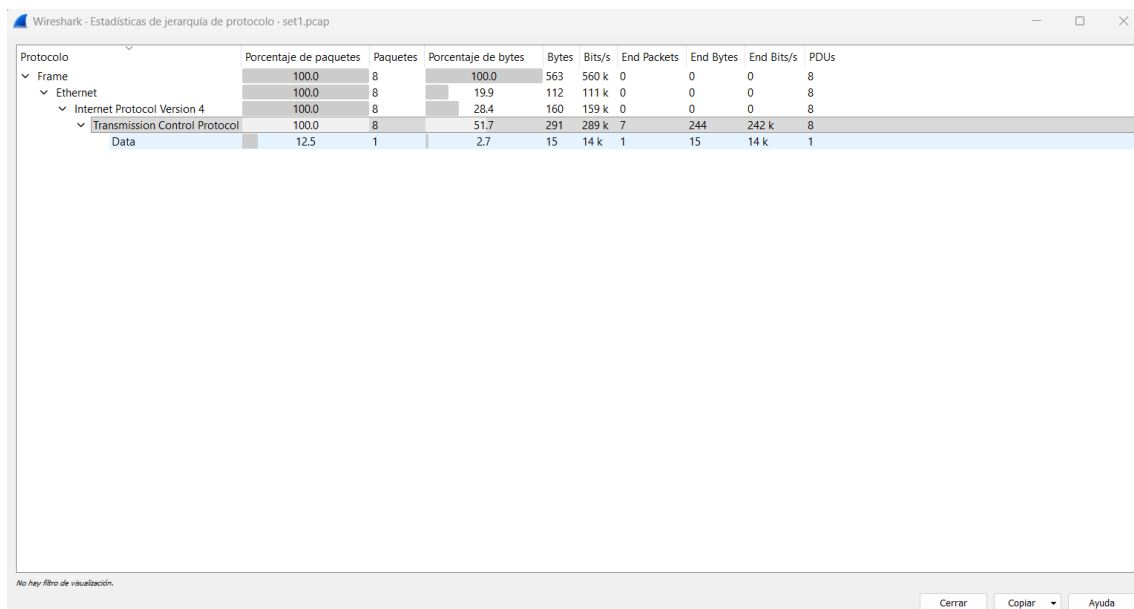 Wireshark · Estadísticas de jerarquía de protocolo · set1.pcap
Protocolo Porcentaje de paquetes Paquetes Porcentaje de bytes Bytes Bits/s End Packets End Bytes End Bits/s PDUs
Frame 100.0 8 100.0 563 560 k 0 0 0 8
Ethernet 100.0 8 19.9 112 111 k 0 0 0 8
Internet Protocol Version 4 100.0 8 28.4 160 159 k 0 0 0 8
Transmission Control Protocol 100.0 8 51.7 291 289 k 7 244 242 k 8
Data 12.5 1 2.7 15 14 k 1 15 14 k 1
No hay filtro de visualización.
Cerrar Copiar Ayuda